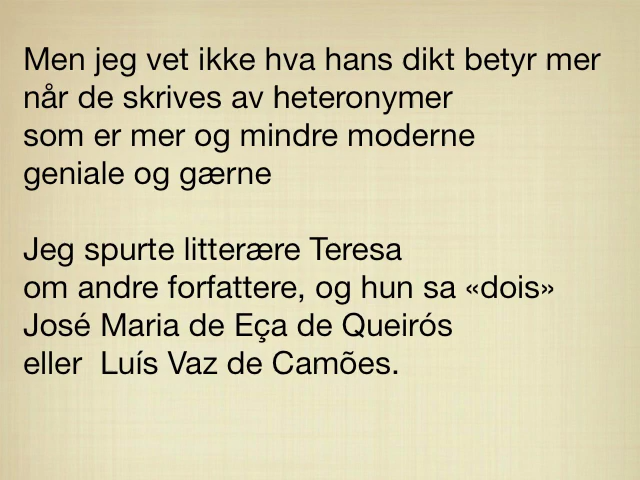 Men jeg vet ikke hva hans dikt betyr mer
når de skrives av heteronymer
som er mer og mindre moderne
geniale og gærne

Jeg spurte litterære Teresa
om andre forfattere, og hun sa «dois»
José Maria de Eça de Queirós
eller  Luís Vaz de Camões.